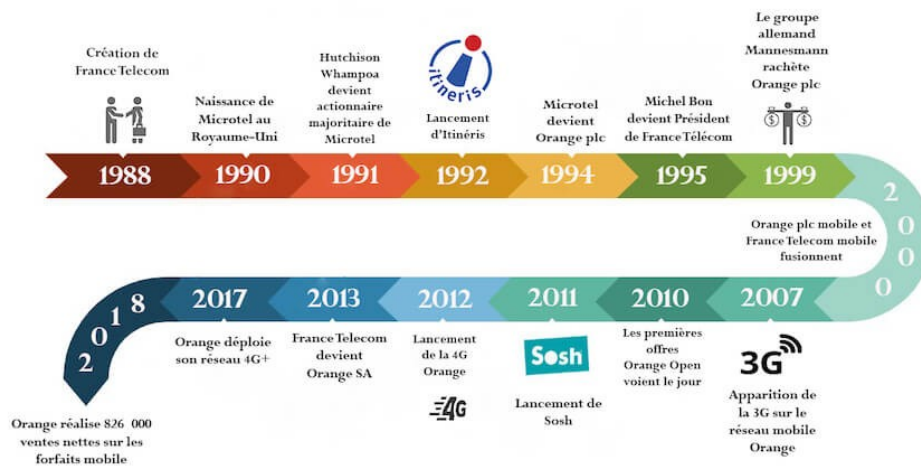 Création de
France Telecom
Naissance de
Microtel au
Royaume-Uni
Hutchison
Whampoa
devient
actionnaire
majoritaire de
Microtel
itineris
Lancement
d'Itinéris
Microtel
devient
Orange plc
Michel Bon
devient Président
de France Télécom
Le groupe
allemand
Mannesmann
rachète
Orange plc
1988
1990
1991
1992
1994
1995
1999
2000
Orange plc mobile et
France Telecom mobile
fusionnent
2007
3G
Apparition de
la 3G sur le
réseau mobile
Orange
2010
Les premières
offres
Orange Open
voient le jour
2011
Sosh
Lancement de
Sosh
2012
Lancement
de la 4G
Orange
4G
2013
France Telecom
devient
Orange SA
2017
Orange déploie
son réseau 4G+
2018
Orange réalise 826 000
ventes nettes sur les
forfaits mobile